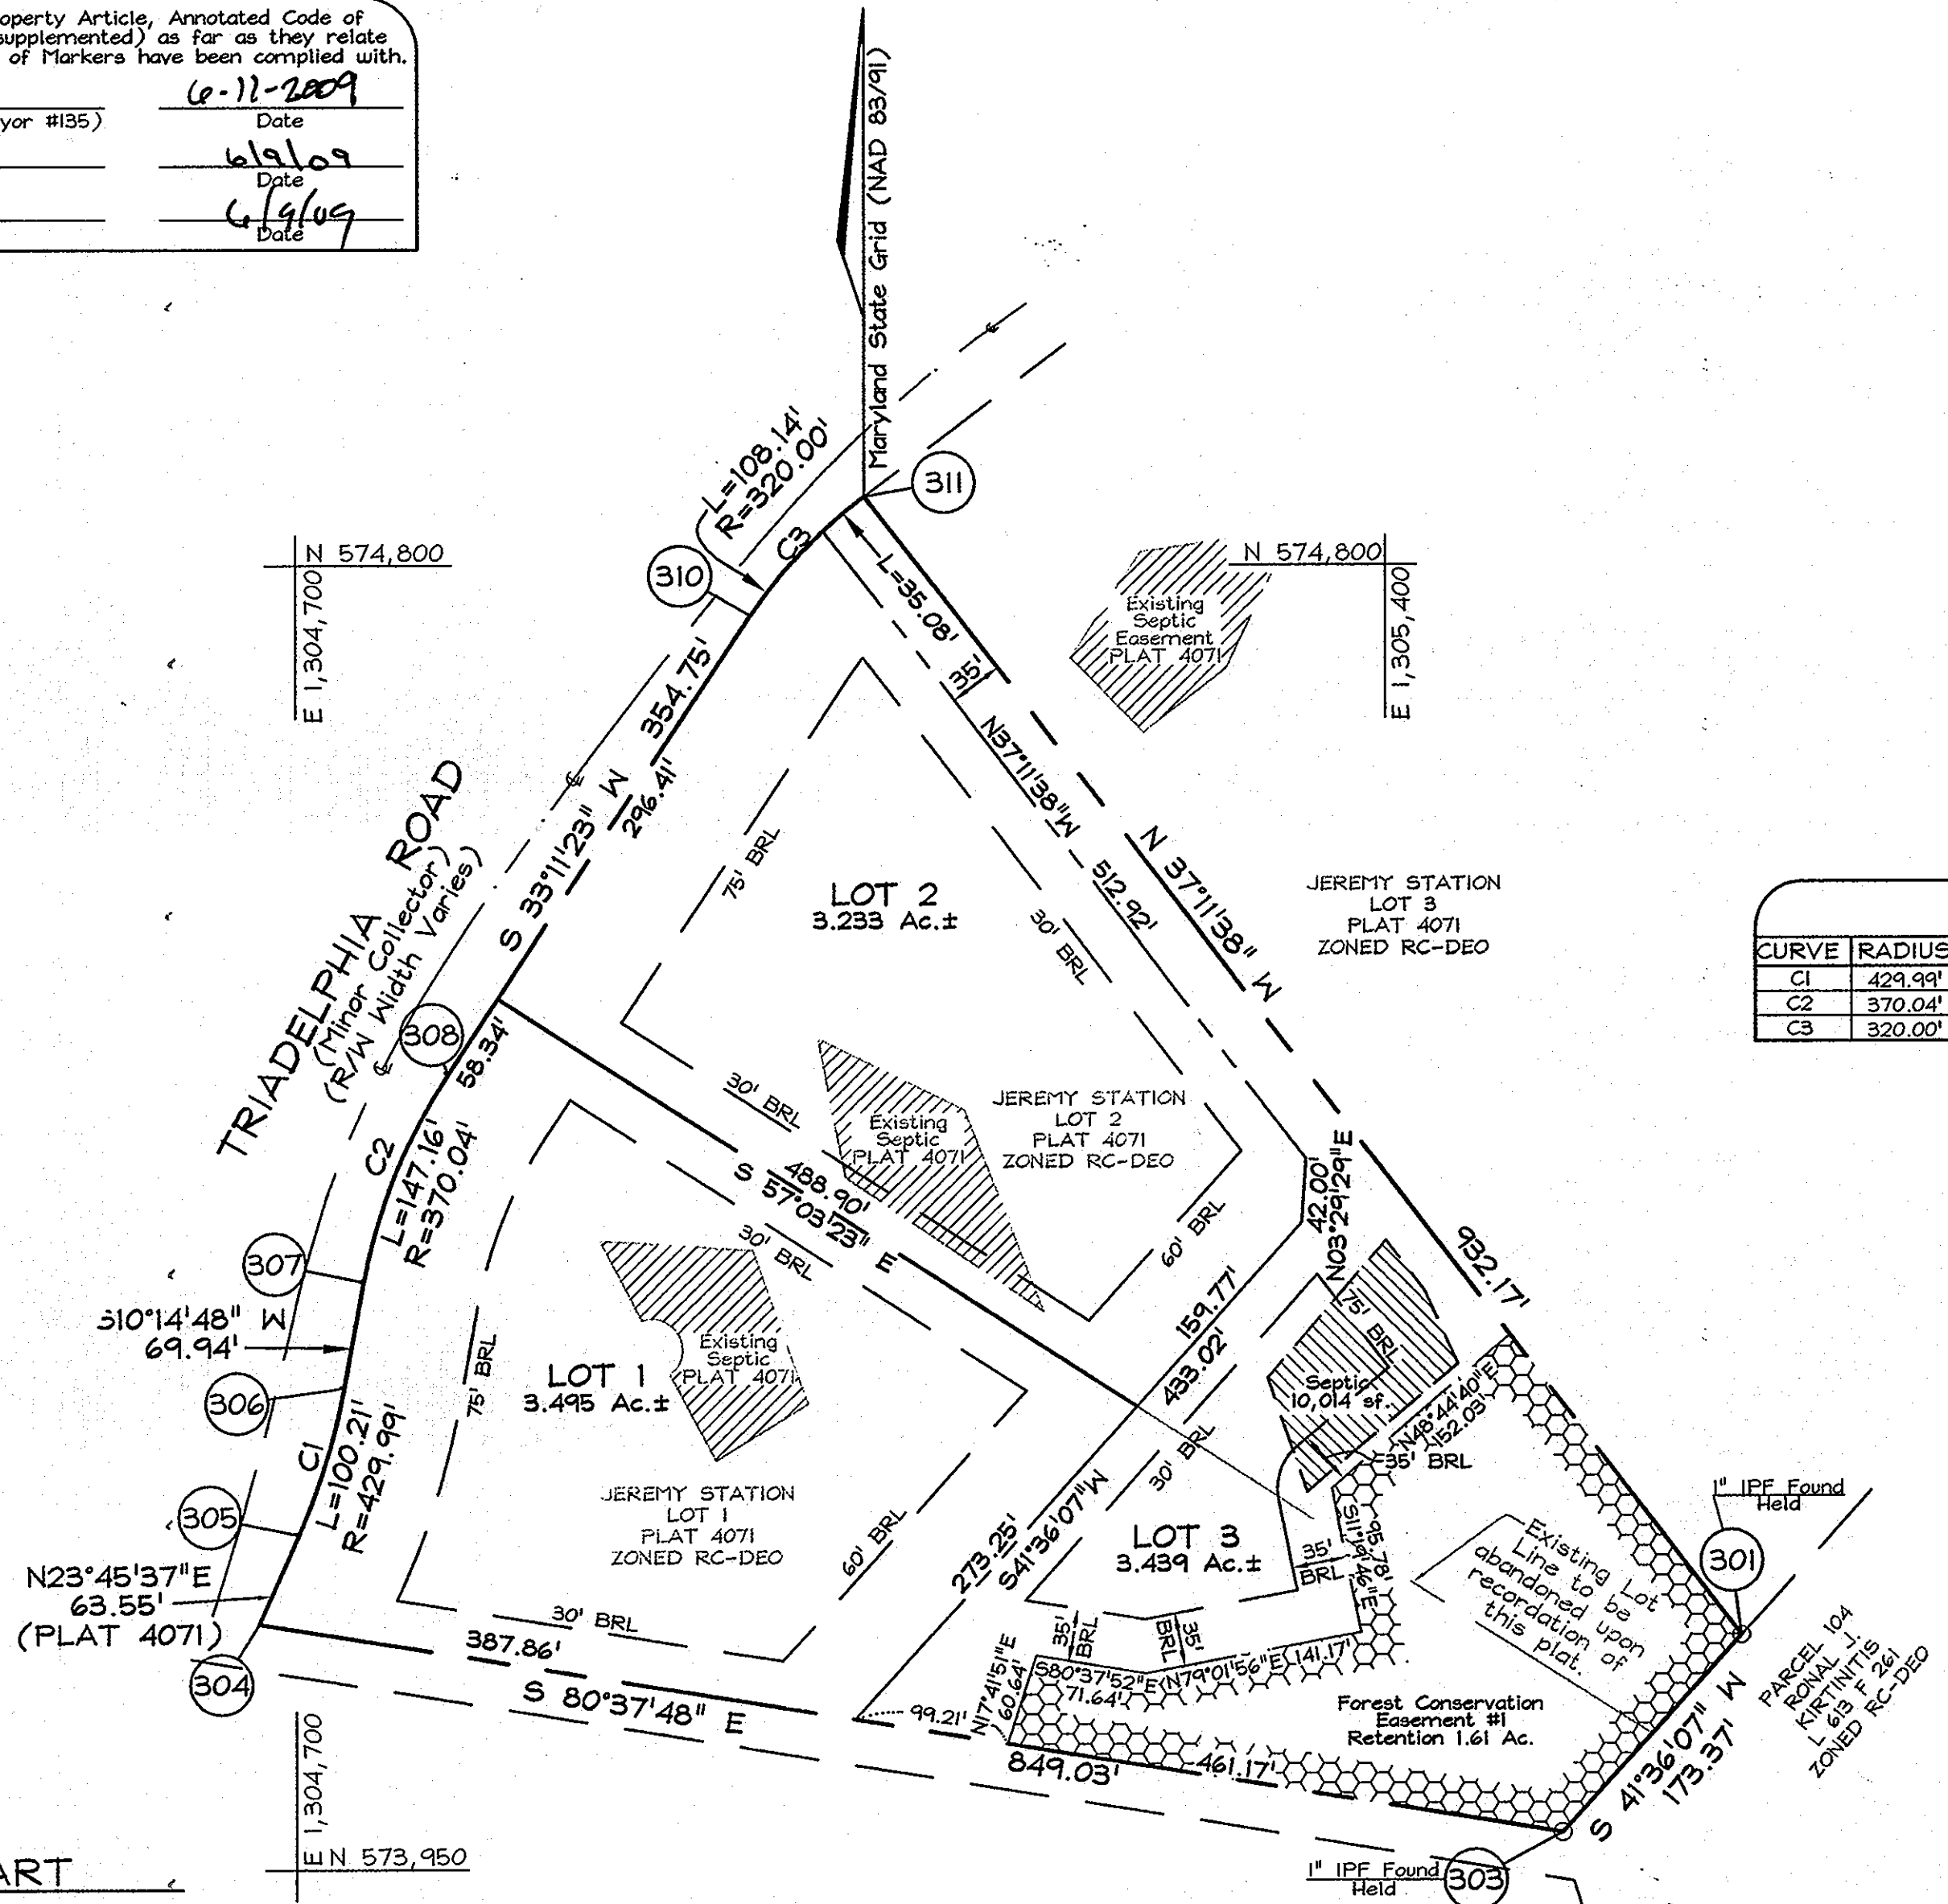 operty Article, Annotated Code of
supplemented) as far as they relate
of Markers have been complied with.
6-11-2009
yor #135)
Date
6/9/09
Date
6/9/09
Date
Maryland State Grid (NAD 83/91)
L=108.14'
R=320.00'
311
C3
310
N 574,800
E 1,304,700
N 574,800
E 1,305,400
Existing
Septic
Easement
PLAT 4071
L=35.08'
35'
354.75'
S 33°11'23" W
296.41'
N37°11'38"W
512.92'
N 37°11'38" W
932.17'
TRIADELPHIA ROAD
(Minor Collector)
(R/W Width Varies)
75' BRL
LOT 2
3.233 Ac.±
30' BRL
JEREMY STATION
LOT 3
PLAT 4071
ZONED RC-DEO
CURVE RADIUS
C1 429.99'
C2 370.04'
C3 320.00'
308
58.34'
30' BRL
Existing
Septic
PLAT 4071
JEREMY STATION
LOT 2
PLAT 4071
ZONED RC-DEO
C2
L=147.16'
R=370.04'
488.90'
S 57°03'23" E
30' BRL
60' BRL
42.00'
N03°29'29"E
307
S10°14'48" W
69.94'
306
75' BRL
LOT 1
3.495 Ac.±
Existing
Septic
PLAT 4071
159.77'
433.02'
75' BRL
Septic
10,014 sf.
N48°44'40"E
152.03'
35' BRL
C1
L=100.21'
R=429.99'
305
JEREMY STATION
LOT 1
PLAT 4071
ZONED RC-DEO
60' BRL
30' BRL
273.25'
S41°36'07"W
LOT 3
3.439 Ac.±
35'
BRL
95.78'
S11°19'46"E
1" IPF Found
Held
301
Existing Lot
Line to be
abandoned upon
recordation of
this plat.
N23°45'37"E
63.55'
(PLAT 4071)
304
30' BRL
387.86'
S 80°37'48" E
99.21'
N17°41'51"E
60.64'
35'
BRL
35'
BRL
S80°37'52"E
71.64'
N79°01'56"E 141.17'
Forest Conservation
Easement #1
Retention 1.61 Ac.
849.03'
461.17'
S 41°36'07" W
173.37'
PARCEL 104
RONAL J.
KIRTINITIS
L 613 F 261
ZONED RC-DEO
E 1,304,700
N 573,950
ART
1" IPF Found
Held
303